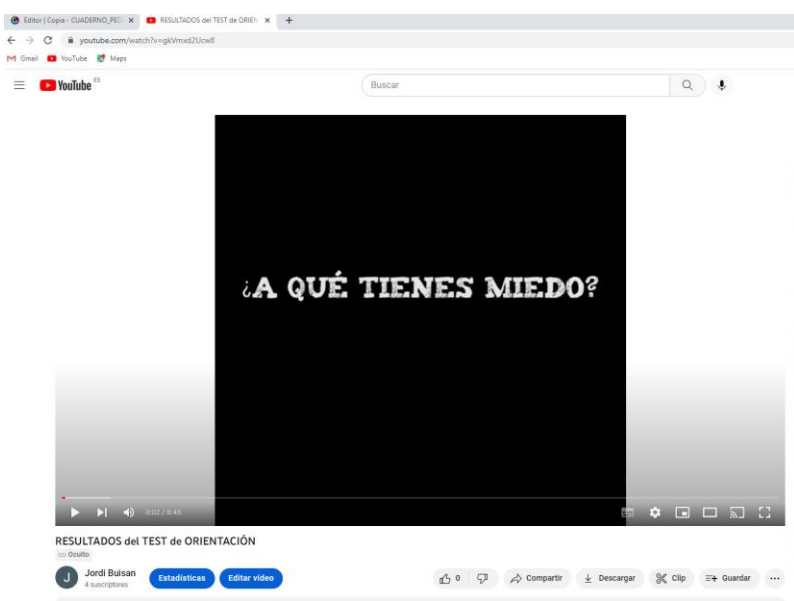 Editor | Copia - CUADERNO_PED
RESULTADOS del TEST de ORIEN
youtube.com/watch?v=gkVmxd2Ucw8
Gmail YouTube Maps
YouTube ES
Buscar
¿A QUÉ TIENES MIEDO?
0:02 / 8:45
RESULTADOS del TEST de ORIENTACIÓN
Oculto
J Jordi Buisan
4 suscriptores
Estadísticas Editar vídeo 0 Compartir Descargar Clip Guardar